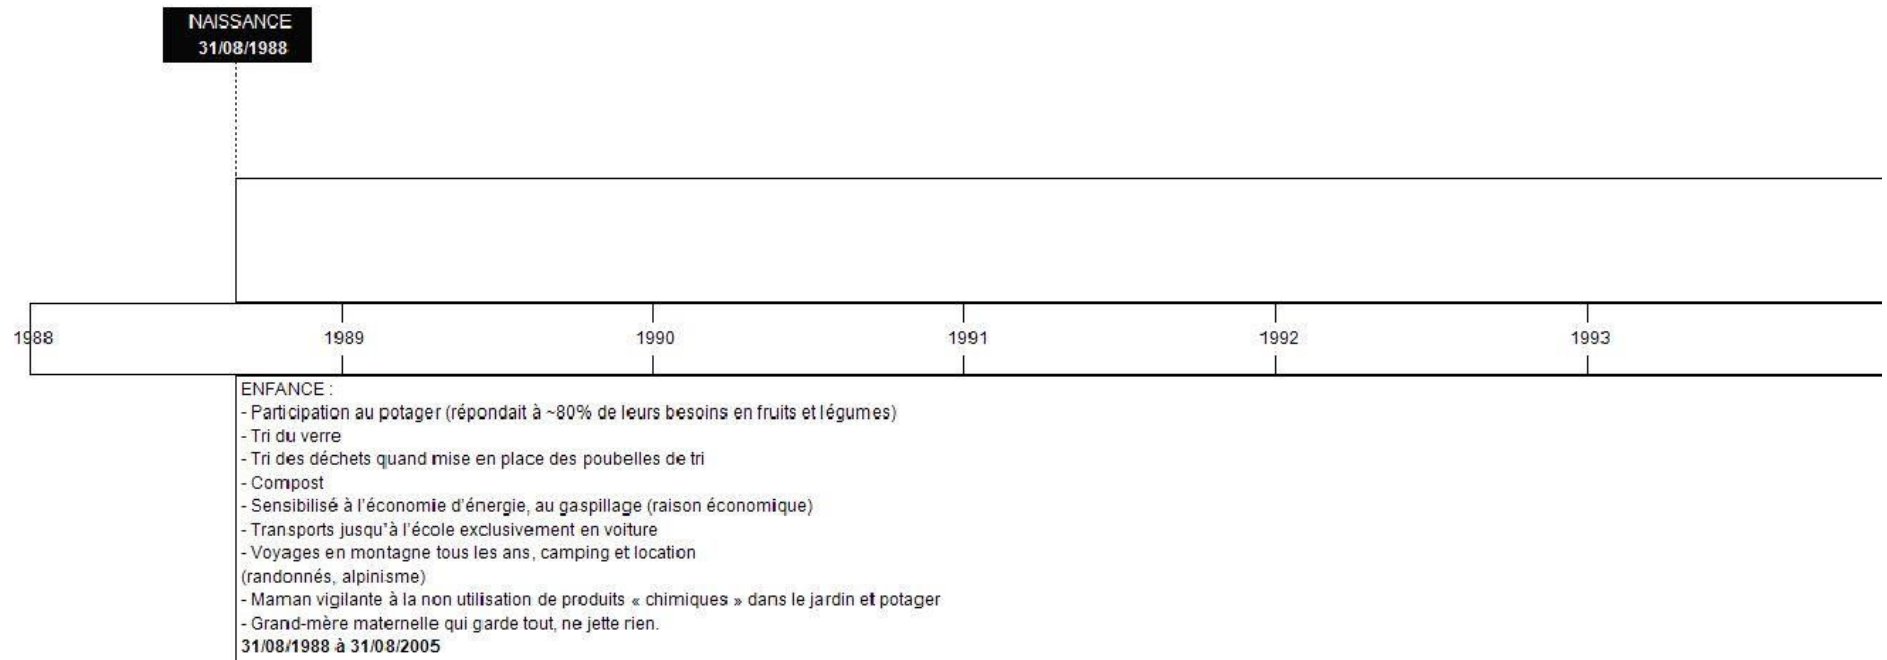 NAISSANCE
31/08/1988
1988
1989
1990
1991
1992
1993
ENFANCE :
- Participation au potager (répondait à ~80% de leurs besoins en fruits et légumes)
- Tri du verre
- Tri des déchets quand mise en place des poubelles de tri
- Compost
- Sensibilisé à l'économie d'énergie, au gaspillage (raison économique)
- Transports jusqu'à l'école exclusivement en voiture
- Voyages en montagne tous les ans, camping et location
(randonnés, alpinisme)
- Maman vigilante à la non utilisation de produits « chimiques » dans le jardin et potager
- Grand-mère maternelle qui garde tout, ne jette rien.
31/08/1988 à 31/08/2005